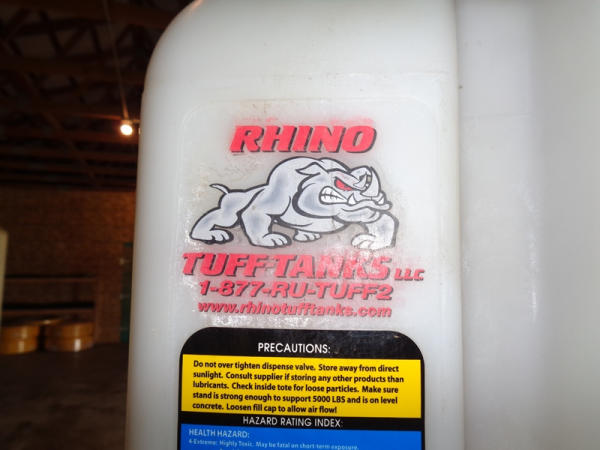 RHINO
TUFF-TANKS LLC
1-877-RU-TUFF2
www.rhinotufftanks.com
PRECAUTIONS:
Do not over tighten dispense valve. Store away from direct
sunlight. Consult supplier if storing any other products than
lubricants. Check inside tote for loose particles. Make sure
stand is strong enough to support 5000 LBS and is on level
concrete. Loosen fill cap to allow air flow!
HAZARD RATING INDEX:
HEALTH HAZARD:
4-Extreme: Highly Toxic. May be fatal on short-term exposure.